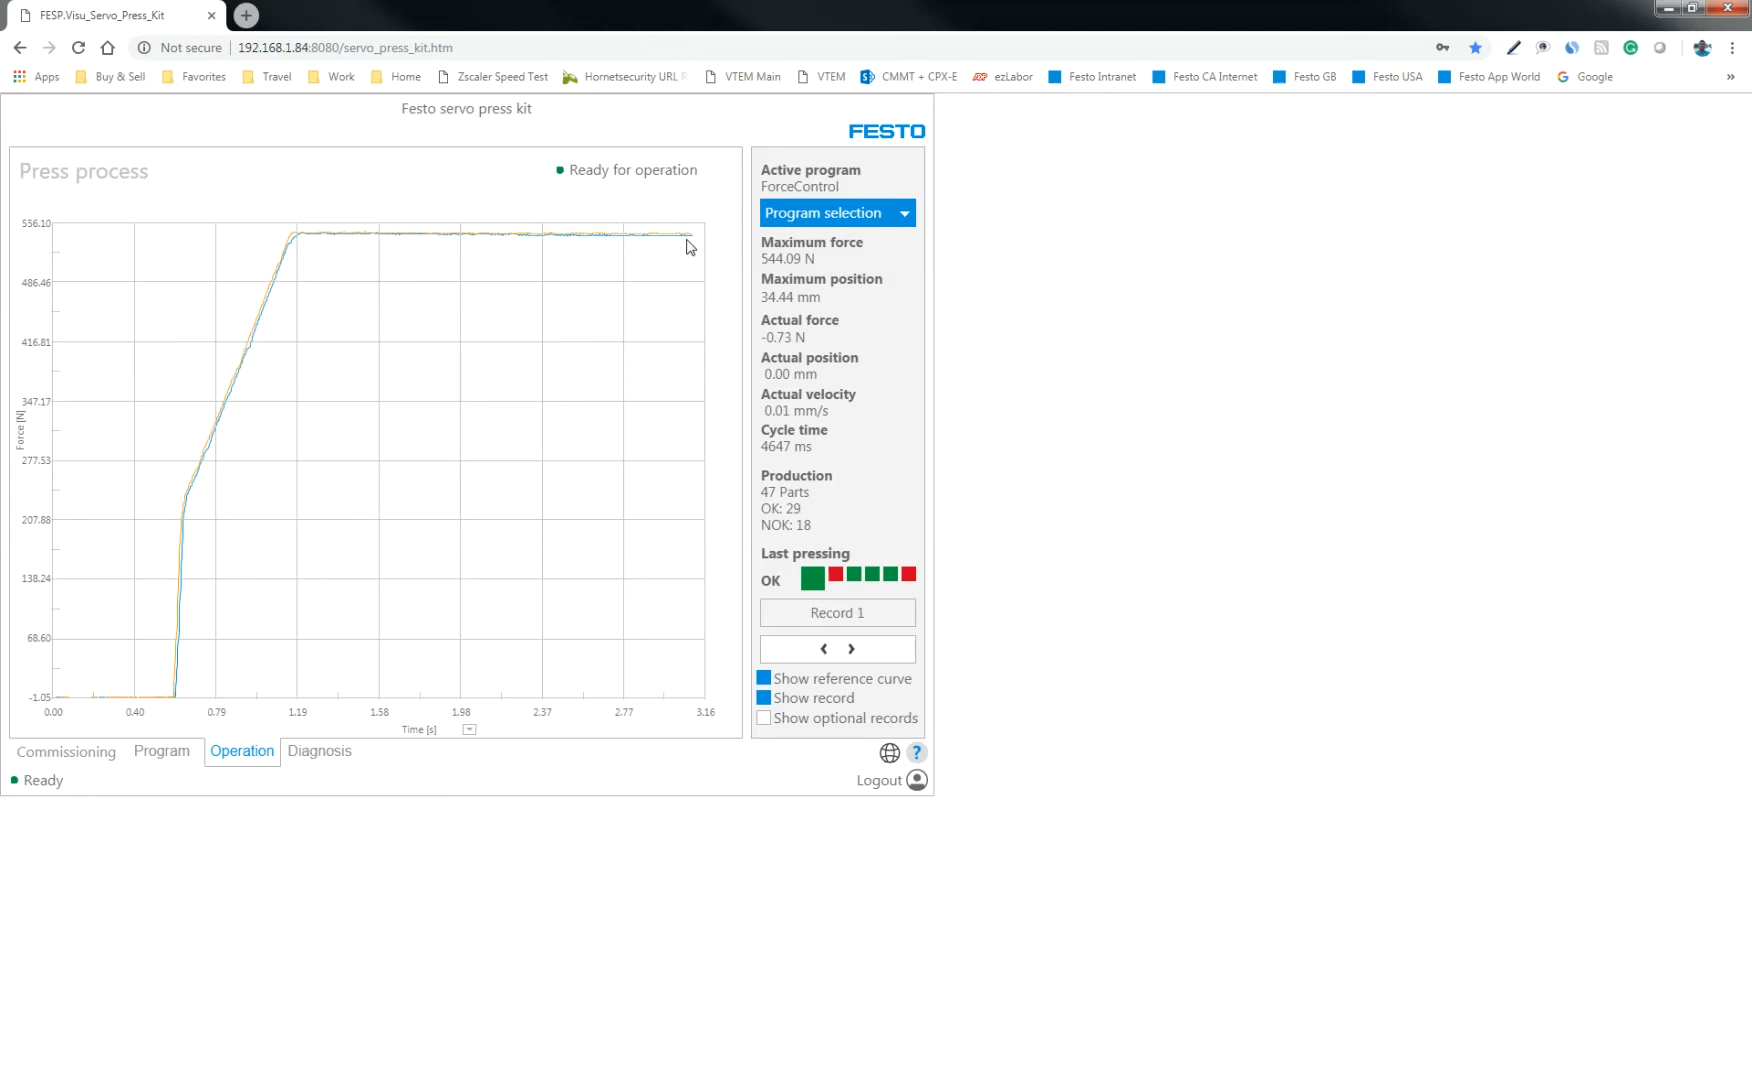 FESP.Visu_Servo_Press_Kit
Not secure 192.168.1.84:8080/servo_press_kit.htm
Apps Buy & Sell Favorites Travel Work Home Zscaler Speed Test Hornetsecurity URL VTEM Main VTEM CMMT + CPX-E ADP ezLabor Festo Intranet Festo CA Internet Festo GB Festo USA Festo App World Google »
Festo servo press kit
FESTO
Press process
Ready for operation
556.10
486.46
416.81
347.17
277.53
207.88
138.24
68.60
-1.05
Force [N]
0.00 0.40 0.79 1.19 1.58 1.98 2.37 2.77 3.16
Time [s]
Active program
ForceControl
Program selection
Maximum force
544.09 N
Maximum position
34.44 mm
Actual force
-0.73 N
Actual position
0.00 mm
Actual velocity
0.01 mm/s
Cycle time
4647 ms
Production
47 Parts
OK: 29
NOK: 18
Last pressing
OK
Record 1
‹ ›
Show reference curve
Show record
Show optional records
Commissioning Program Operation Diagnosis
?
Ready
Logout